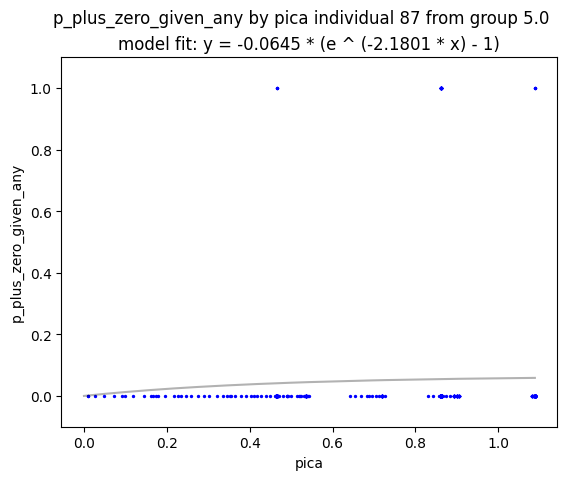 p_plus_zero_given_any by pica individual 87 from group 5.0
model fit: y = -0.0645 * (e ^ (-2.1801 * x) - 1)
1.0
0.8
0.6
0.4
0.2
0.0
p_plus_zero_given_any
0.0 0.2 0.4 0.6 0.8 1.0
pica